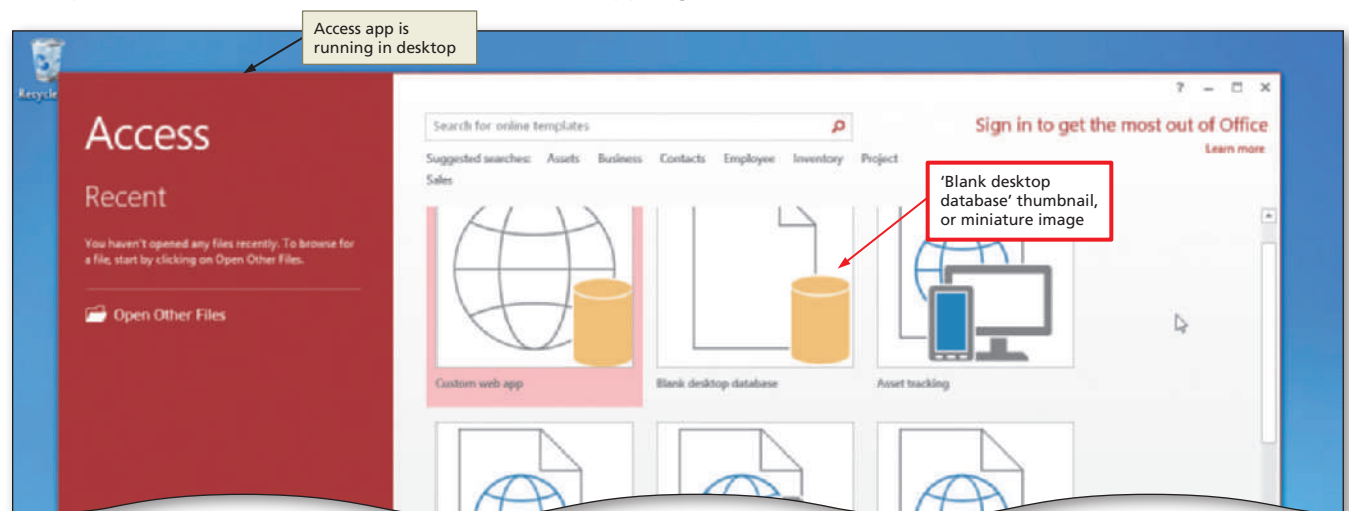 Access app is
running in desktop
Recycle
? – □ ×
Access
Search for online templates
Sign in to get the most out of Office
Learn more
Suggested searches: Assets Business Contacts Employee Inventory Project
Sales
'Blank desktop
database' thumbnail,
or miniature image
Recent
You haven't opened any files recently. To browse for
a file, start by clicking on Open Other Files.
Open Other Files
Custom web app
Blank desktop database
Asset tracking